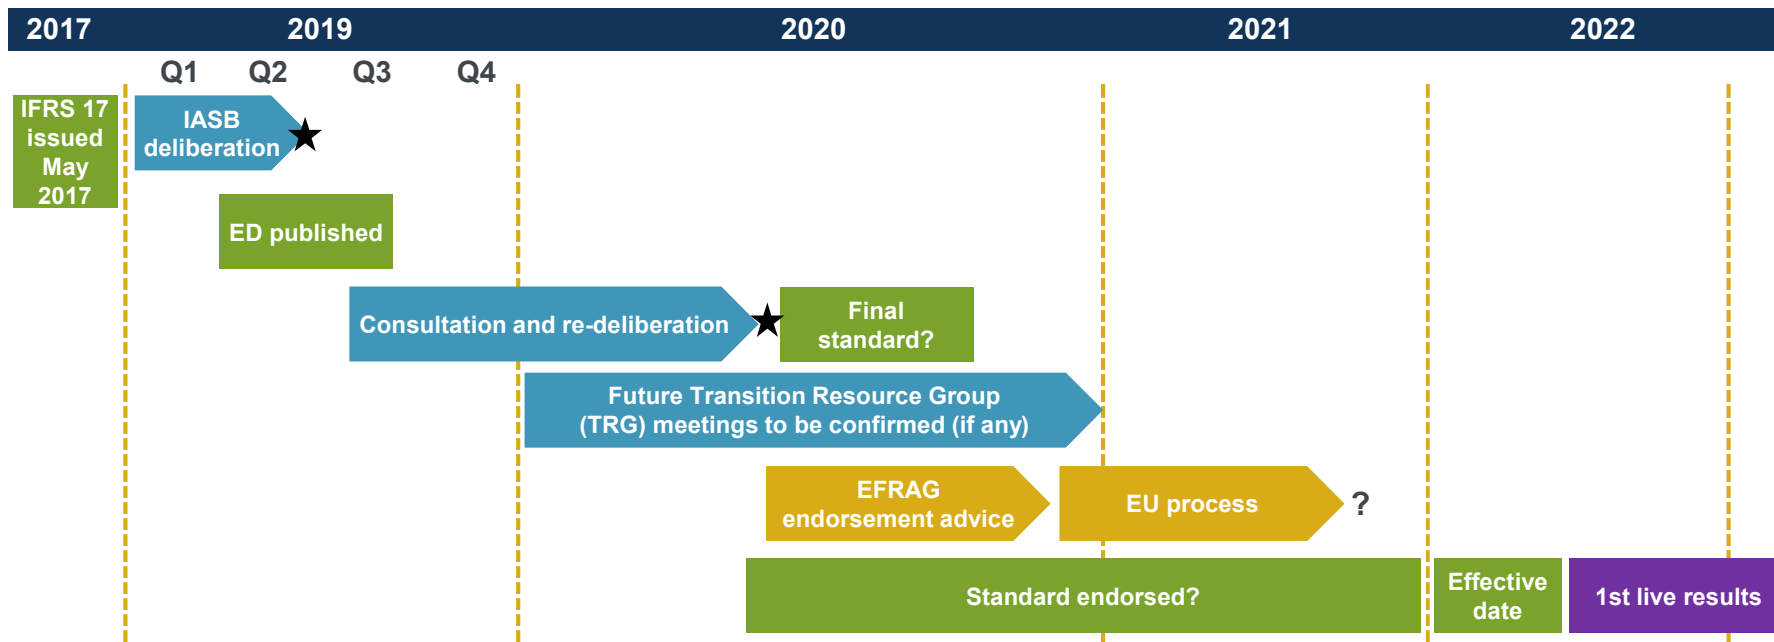 2017 2019 2020 2021 2022
Q1 Q2 Q3 Q4
IFRS 17
issued
May
2017
IASB
deliberation
ED published
Consultation and re-deliberation
Final
standard?
Future Transition Resource Group
(TRG) meetings to be confirmed (if any)
EFRAG
endorsement advice
EU process
?
Standard endorsed?
Effective
date
1st live results